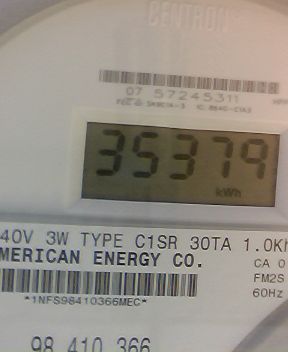 CENTRON
07 57245311
35379
kWh
40V 3W TYPE C1SR 30TA 1.0Kh
MERICAN ENERGY CO.
CA 0
FM2S
60Hz
*1NFS98410366MEC*
98 410 366